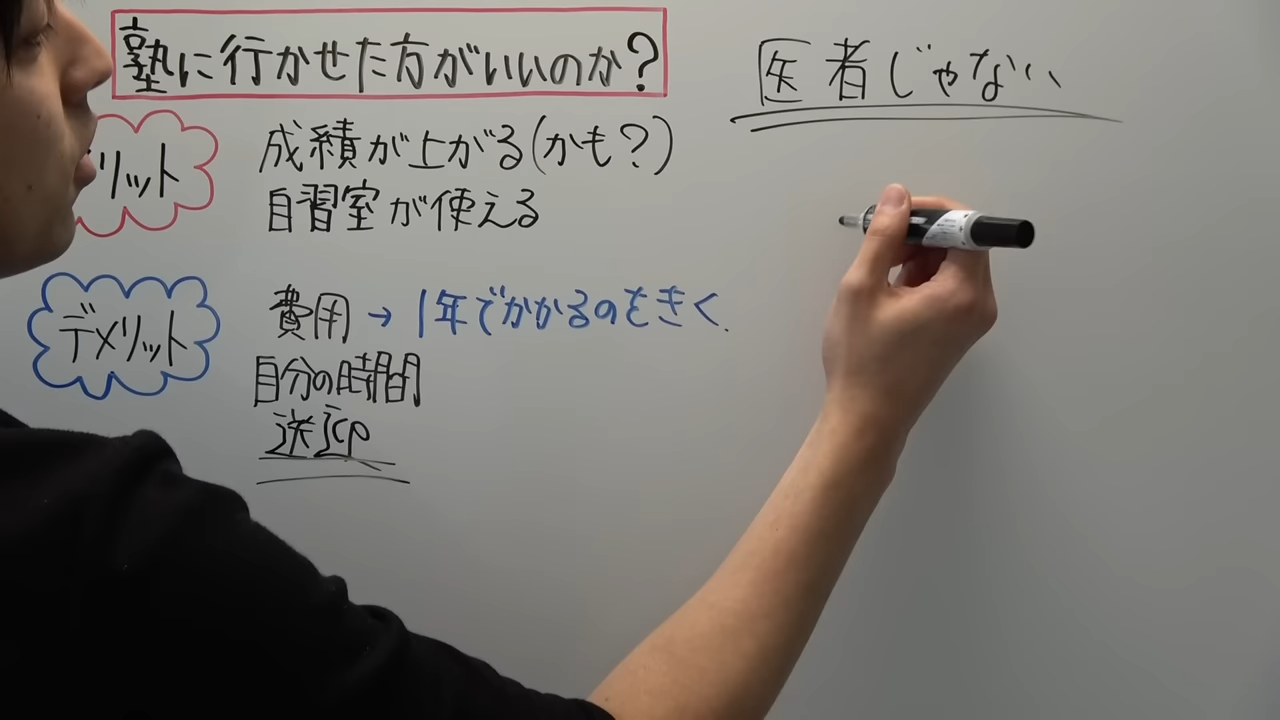 塾に行かせた方がいいのか?
メリット
成績が上がる(かも?)
自習室が使える
デメリット
費用→1年でかかるのをきく.
自分の時間
送迎
医者じゃない